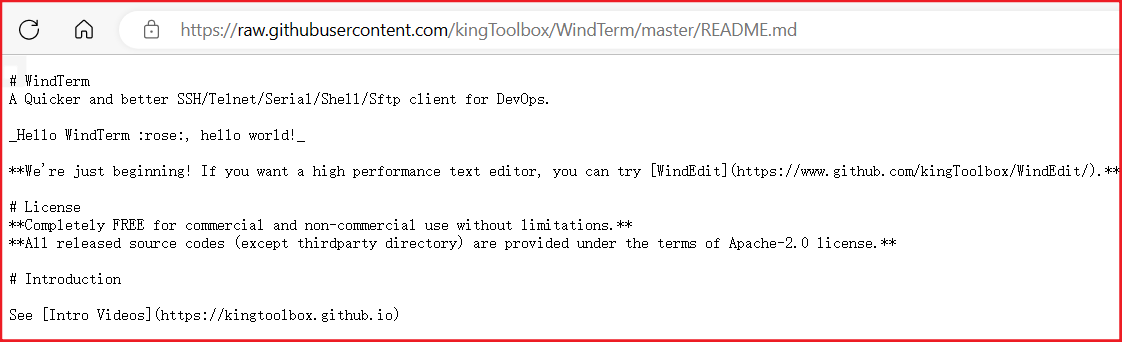 https://raw.githubusercontent.com/kingToolbox/WindTerm/master/README.md
# WindTerm
A Quicker and better SSH/Telnet/Serial/Shell/Sftp client for DevOps.
_Hello WindTerm :rose:, hello world!_
**We're just beginning! If you want a high performance text editor, you can try [WindEdit](https://www.github.com/kingToolbox/WindEdit/).**
# License
**Completely FREE for commercial and non-commercial use without limitations.**
**All released source codes (except thirdparty directory) are provided under the terms of Apache-2.0 license.**
# Introduction
See [Intro Videos](https://kingtoolbox.github.io)